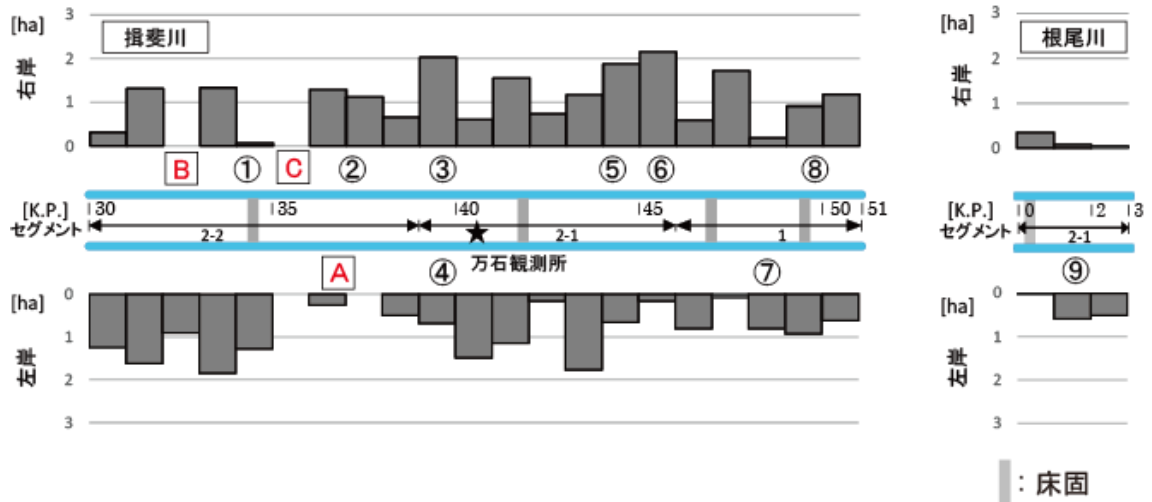 [ha]
右岸
3
2
1
0
揖斐川
B
①
C
②
③
⑤
⑥
⑧
[K.P.]
30
35
40
45
50
51
セグメント
2-2
2-1
1
★
万石観測所
A
④
⑦
[ha]
左岸
0
1
2
3
[ha]
右岸
3
2
1
0
根尾川
[K.P.]
0
2
3
セグメント
2-1
⑨
[ha]
左岸
0
1
2
3
：床固